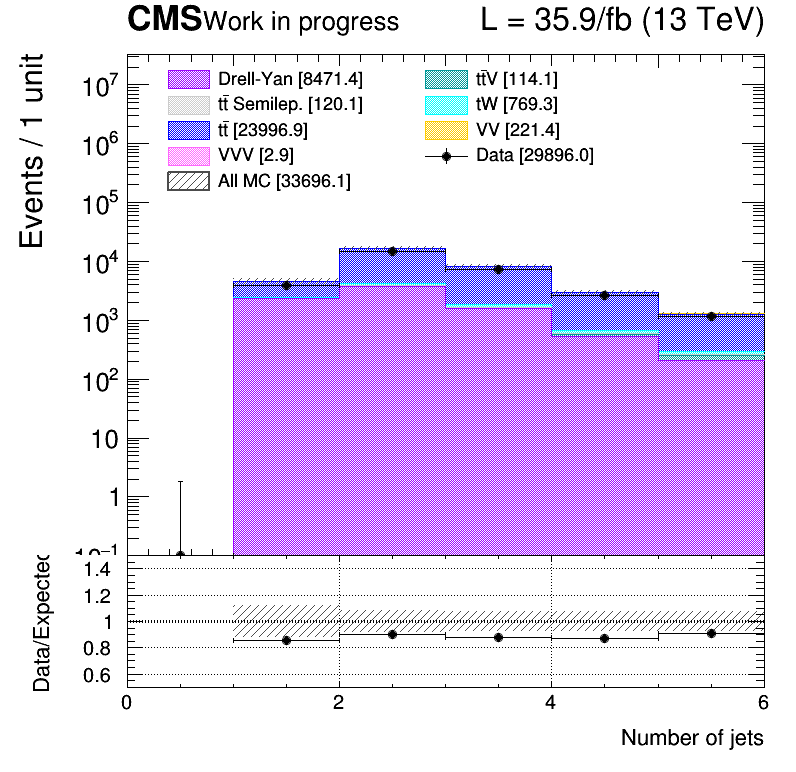 CMS Work in progress L = 35.9/fb (13 TeV)
Events / 1 unit
Drell-Yan [8471.4]
tt̄ Semilep. [120.1]
tt̄ [23996.9]
VVV [2.9]
All MC [33696.1]
tt̄V [114.1]
tW [769.3]
VV [221.4]
Data [29896.0]
10⁷
10⁶
10⁵
10⁴
10³
10²
10
1
10⁻¹
Data/Expected
1.4
1.2
1
0.8
0.6
0 2 4 6
Number of jets